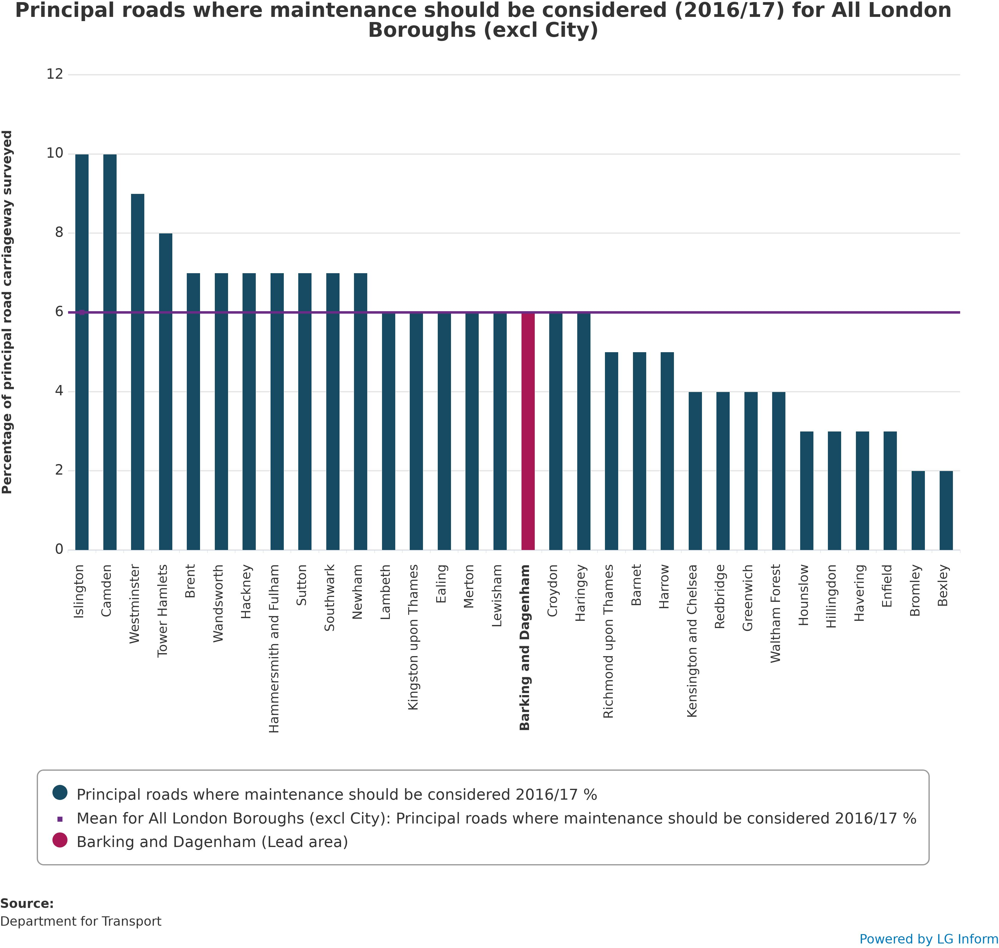 Principal roads where maintenance should be considered (2016/17) for All London
Boroughs (excl City)
Percentage of principal road carriageway surveyed
12
10
8
6
4
2
0
Islington
Camden
Westminster
Tower Hamlets
Brent
Wandsworth
Hackney
Hammersmith and Fulham
Sutton
Southwark
Newham
Lambeth
Kingston upon Thames
Ealing
Merton
Lewisham
Barking and Dagenham
Croydon
Haringey
Richmond upon Thames
Barnet
Harrow
Kensington and Chelsea
Redbridge
Greenwich
Waltham Forest
Hounslow
Hillingdon
Havering
Enfield
Bromley
Bexley
Principal roads where maintenance should be considered 2016/17 %
Mean for All London Boroughs (excl City): Principal roads where maintenance should be considered 2016/17 %
Barking and Dagenham (Lead area)
Source:
Department for Transport
Powered by LG Inform